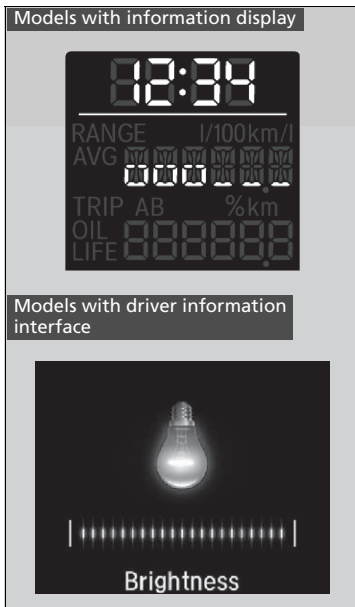 Models with information display
12:34
RANGE l/100km/l
AVG
TRIP AB %km
OIL
LIFE
Models with driver information
interface
Brightness